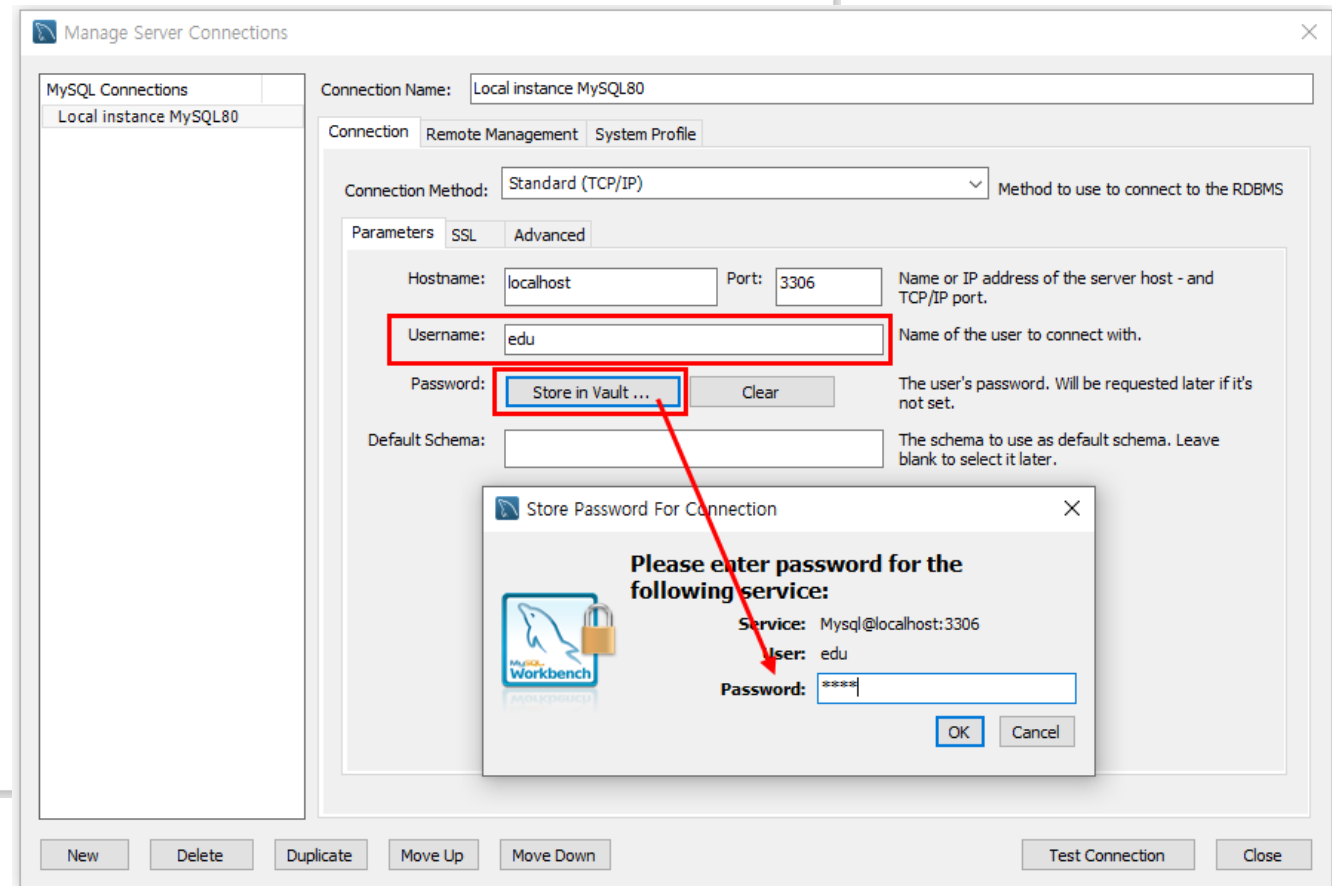 Manage Server Connections
MySQL Connections
Local instance MySQL80
Connection Name: Local instance MySQL80
Connection Remote Management System Profile
Connection Method: Standard (TCP/IP) Method to use to connect to the RDBMS
Parameters SSL Advanced
Hostname: localhost Port: 3306 Name or IP address of the server host - and
TCP/IP port.
Username: edu Name of the user to connect with.
Password: Store in Vault ... Clear The user's password. Will be requested later if it's
not set.
Default Schema: The schema to use as default schema. Leave
blank to select it later.
Store Password For Connection
Please enter password for the
following service:
Service: Mysql@localhost:3306
User: edu
Password: ****
MySQL
Workbench
OK Cancel
New Delete Duplicate Move Up Move Down Test Connection Close